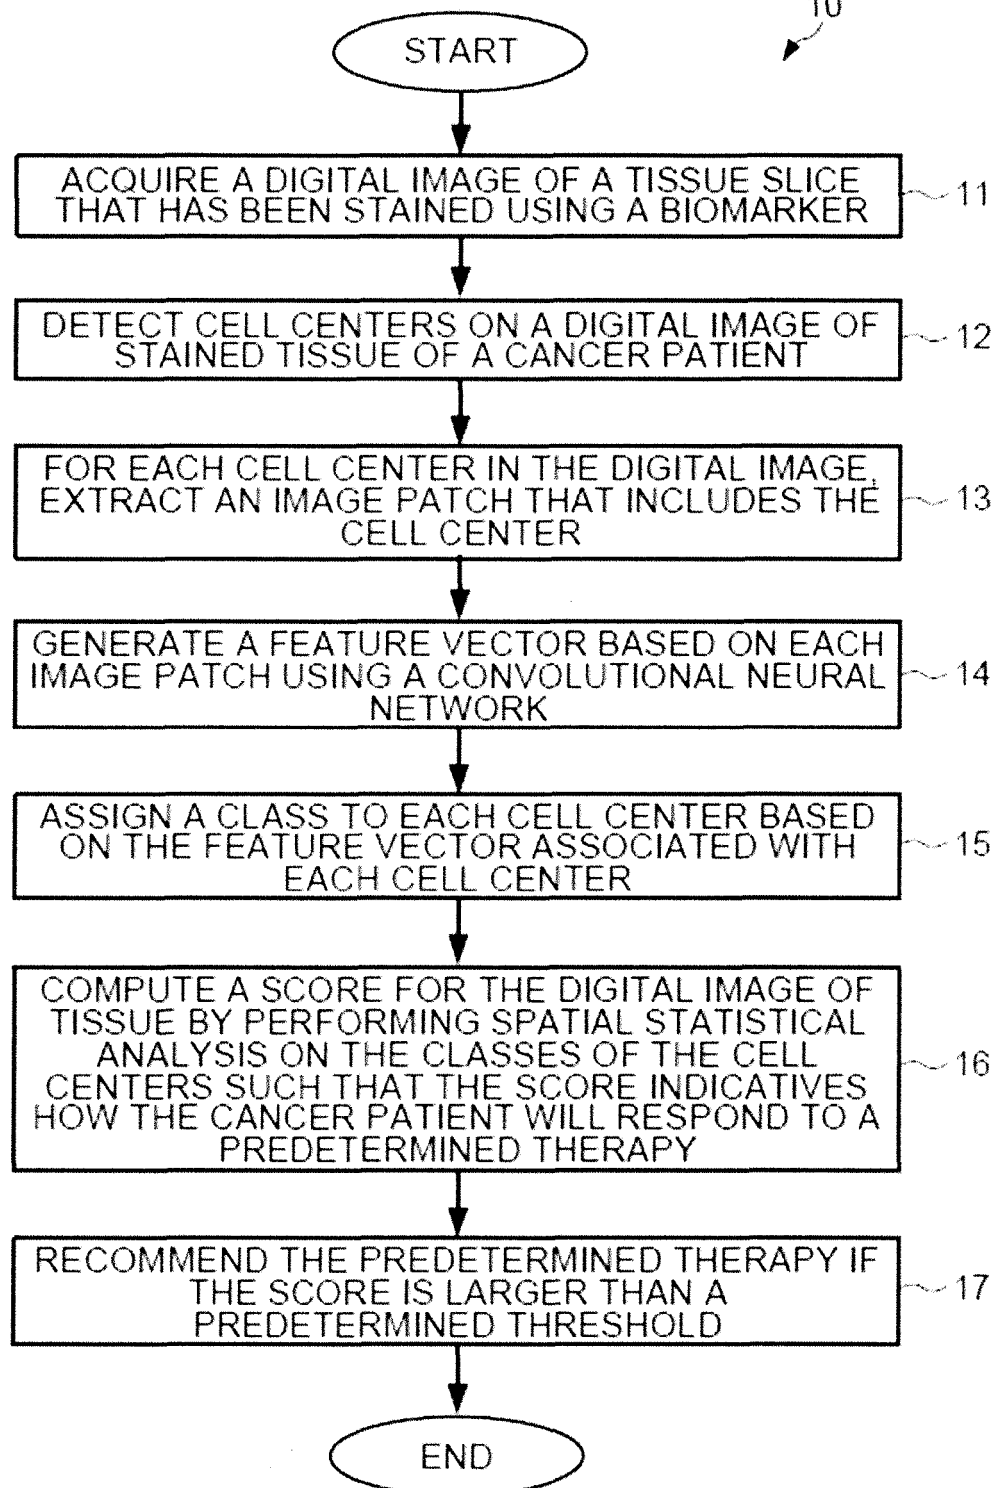 10
START
ACQUIRE A DIGITAL IMAGE OF A TISSUE SLICE
THAT HAS BEEN STAINED USING A BIOMARKER
11
DETECT CELL CENTERS ON A DIGITAL IMAGE OF
STAINED TISSUE OF A CANCER PATIENT
12
FOR EACH CELL CENTER IN THE DIGITAL IMAGE,
EXTRACT AN IMAGE PATCH THAT INCLUDES THE
CELL CENTER
13
GENERATE A FEATURE VECTOR BASED ON EACH
IMAGE PATCH USING A CONVOLUTIONAL NEURAL
NETWORK
14
ASSIGN A CLASS TO EACH CELL CENTER BASED
ON THE FEATURE VECTOR ASSOCIATED WITH
EACH CELL CENTER
15
COMPUTE A SCORE FOR THE DIGITAL IMAGE OF
TISSUE BY PERFORMING SPATIAL STATISTICAL
ANALYSIS ON THE CLASSES OF THE CELL
CENTERS SUCH THAT THE SCORE INDICATIVES
HOW THE CANCER PATIENT WILL RESPOND TO A
PREDETERMINED THERAPY
16
RECOMMEND THE PREDETERMINED THERAPY IF
THE SCORE IS LARGER THAN A
PREDETERMINED THRESHOLD
17
END